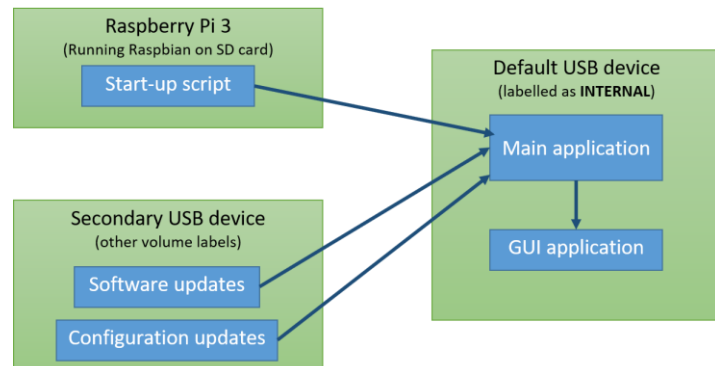 Raspberry Pi 3
(Running Raspbian on SD card)
Start-up script
Default USB device
(labelled as INTERNAL)
Main application
GUI application
Secondary USB device
(other volume labels)
Software updates
Configuration updates